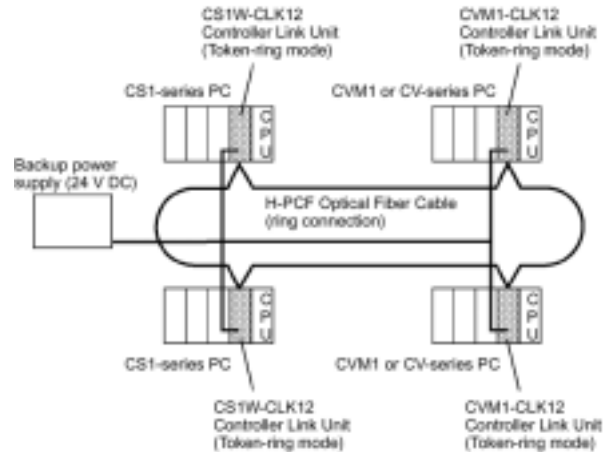 CS1W-CLK12
Controller Link Unit
(Token-ring mode)
CVM1-CLK12
Controller Link Unit
(Token-ring mode)
CS1-series PC
CVM1 or CV-series PC
C
P
U
C
P
U
Backup power
supply (24 V DC)
H-PCF Optical Fiber Cable
(ring connection)
C
P
U
C
P
U
CS1-series PC
CVM1 or CV-series PC
CS1W-CLK12
Controller Link Unit
(Token-ring mode)
CVM1-CLK12
Controller Link Unit
(Token-ring mode)